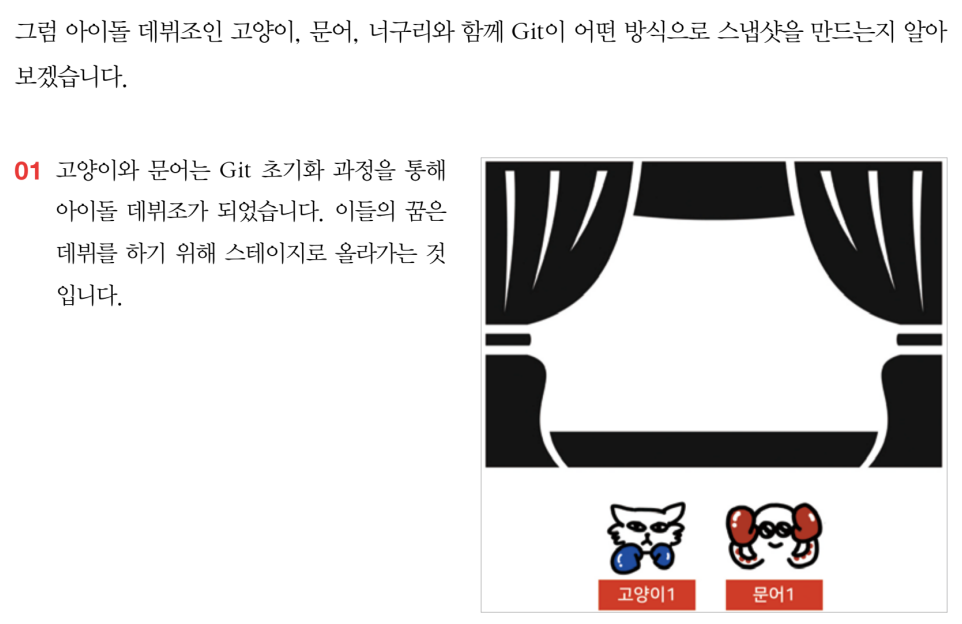 그럼 아이돌 데뷔조인 고양이, 문어, 너구리와 함께 Git이 어떤 방식으로 스냅샷을 만드는지 알아
보겠습니다.
01 고양이와 문어는 Git 초기화 과정을 통해
아이돌 데뷔조가 되었습니다. 이들의 꿈은
데뷔를 하기 위해 스테이지로 올라가는 것
입니다.
고양이1
문어1